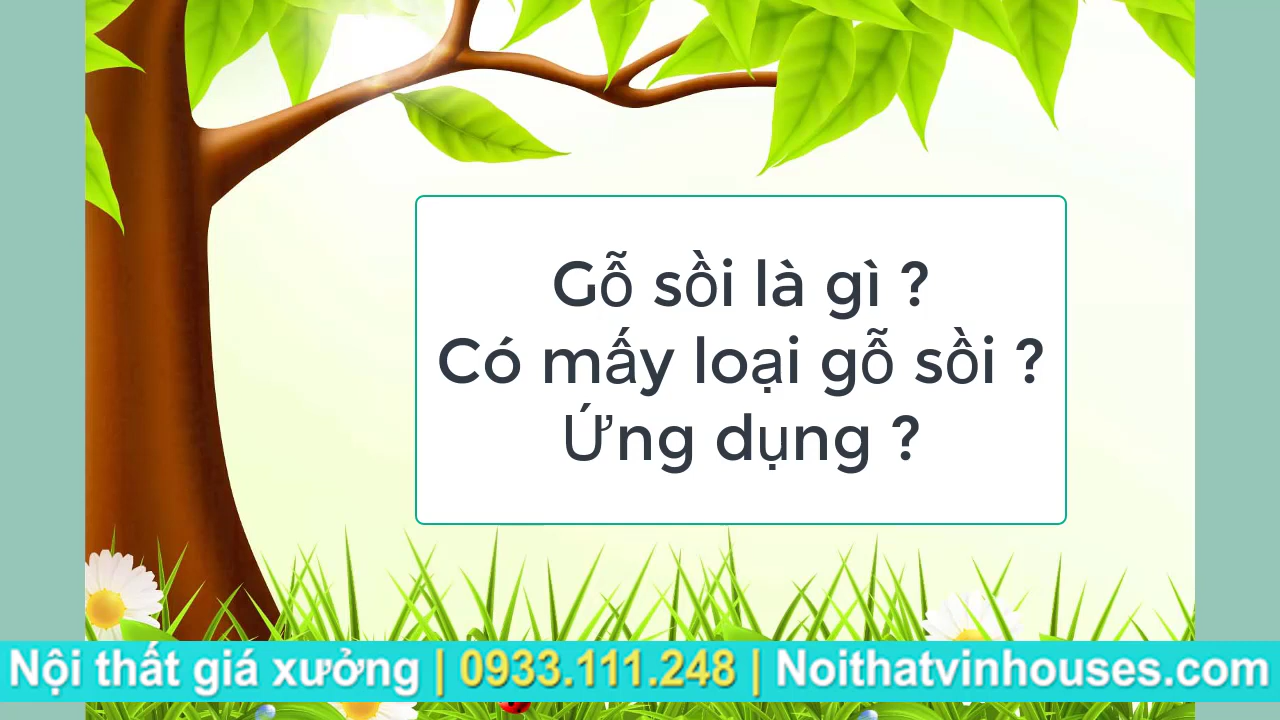 Gỗ sồi là gì ?
Có mấy loại gỗ sồi ?
Ứng dụng ?
Nội thất giá xưởng | 0933.111.248 | Noithatvinhouses.com